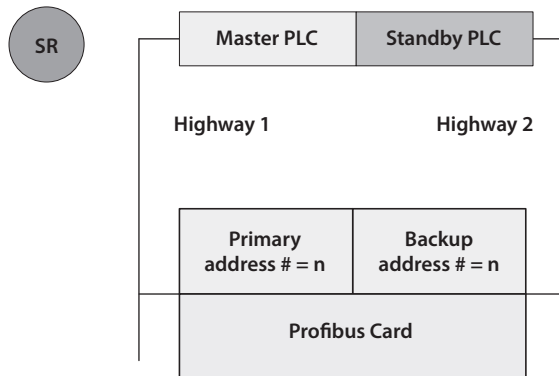 SR
Master PLC
Standby PLC
Highway 1
Highway 2
Primary
address # = n
Backup
address # = n
Profibus Card